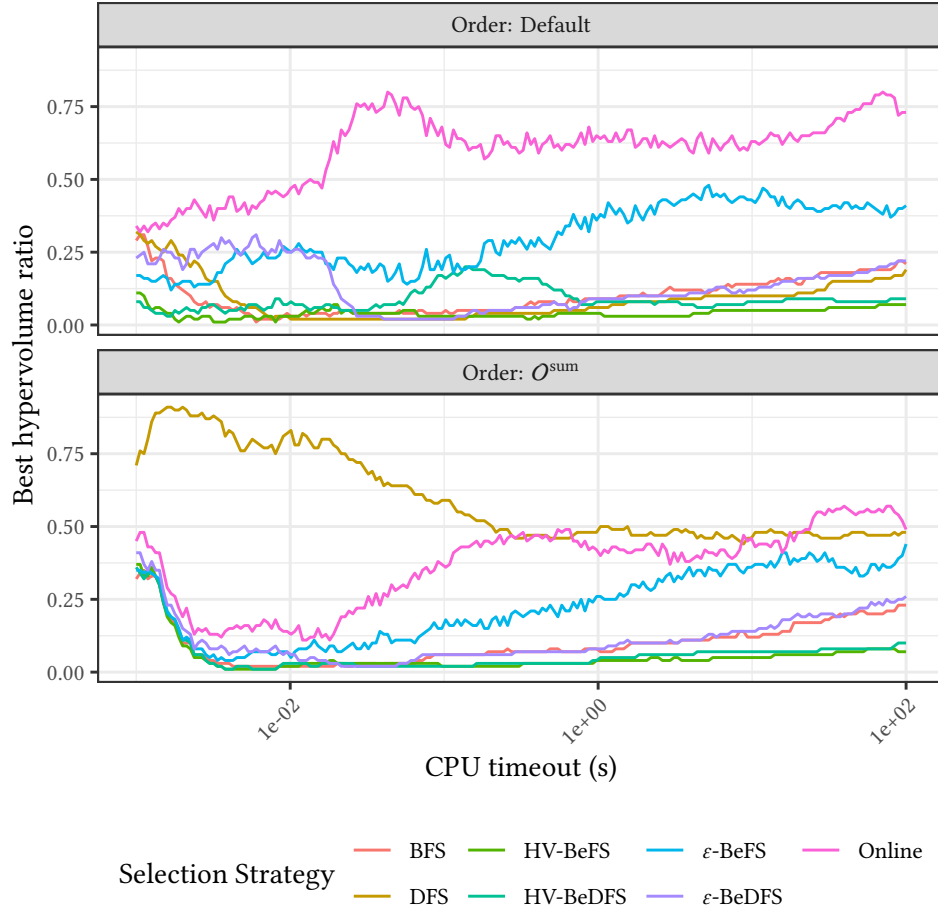 Order: Default
Best hypervolume ratio
0.75
0.50
0.25
0.00
Order: O^sum
0.75
0.50
0.25
0.00
1e-02
1e+00
1e+02
CPU timeout (s)
Selection Strategy
BFS
HV-BeFS
ε-BeFS
Online
DFS
HV-BeDFS
ε-BeDFS